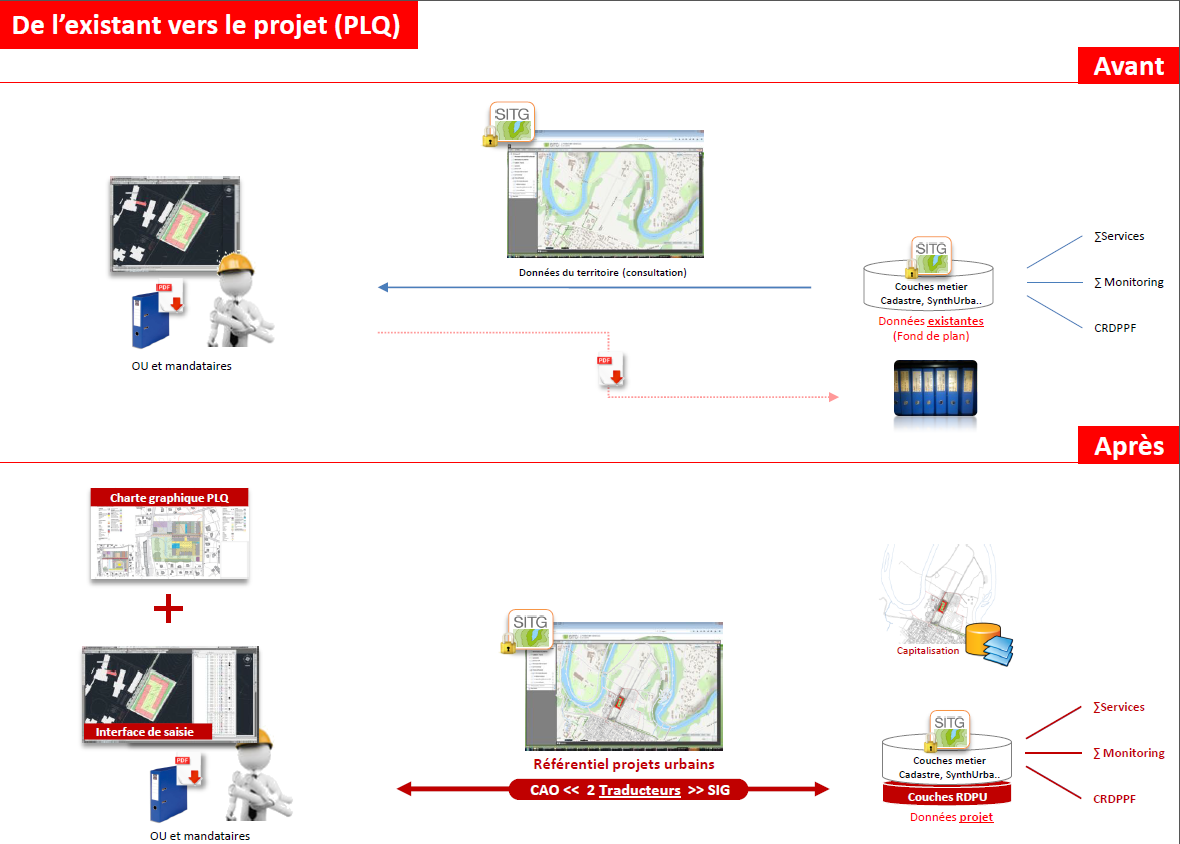 De l'existant vers le projet (PLQ)
Avant
SITG
Données du territoire (consultation)
PDF
OU et mandataires
PDF
SITG
Couches metier
Cadastre, SynthUrba..
Données existantes
(Fond de plan)
∑Services
∑ Monitoring
CRDPPF
Après
Charte graphique PLQ
+
Interface de saisie
PDF
OU et mandataires
SITG
Référentiel projets urbains
CAO << 2 Traducteurs >> SIG
Capitalisation
SITG
Couches metier
Cadastre, SynthUrba..
Couches RDPU
Données projet
∑Services
∑ Monitoring
CRDPPF